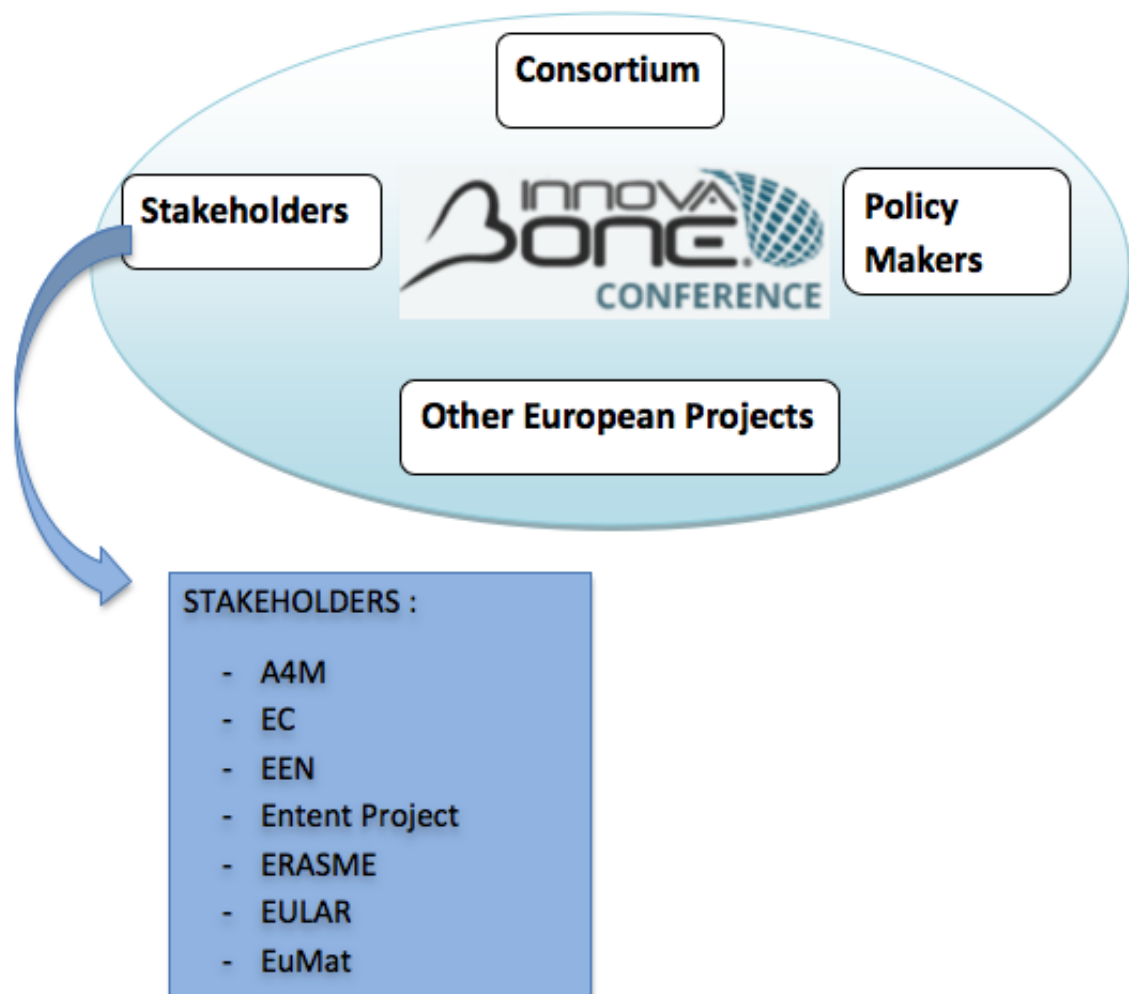 Consortium
Stakeholders
INNOVA
BONE.
CONFERENCE
Policy
Makers
Other European Projects
STAKEHOLDERS :
- A4M
- EC
- EEN
- Entent Project
- ERASME
- EULAR
- EuMat